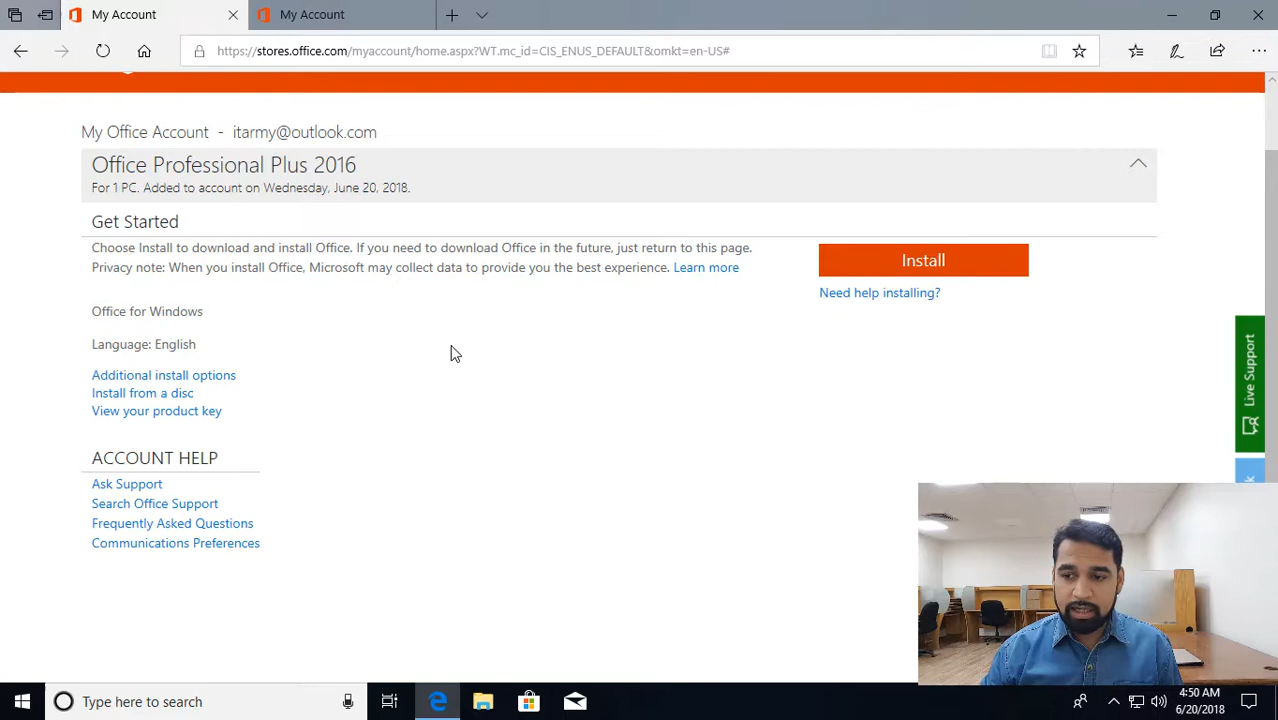 My Account
My Account
https://stores.office.com/myaccount/home.aspx?WT.mc_id=CIS_ENUS_DEFAULT&omkt=en-US#
My Office Account - itarmy@outlook.com
Office Professional Plus 2016
For 1 PC. Added to account on Wednesday, June 20, 2018.
Get Started
Choose Install to download and install Office. If you need to download Office in the future, just return to this page.
Privacy note: When you install Office, Microsoft may collect data to provide you the best experience. Learn more
Install
Need help installing?
Office for Windows
Language: English
Additional install options
Install from a disc
View your product key
Live Support
ACCOUNT HELP
Ask Support
Search Office Support
Frequently Asked Questions
Communications Preferences
Type here to search
4:50 AM
6/20/2018